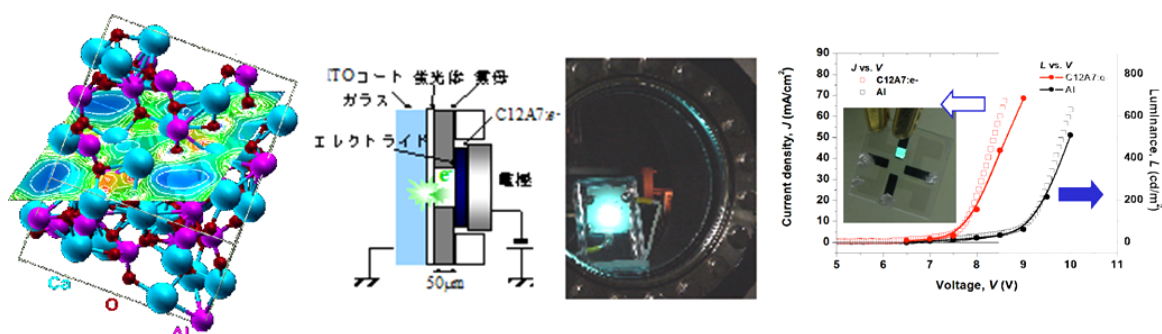 Ca
O
Al
ITOコート 蛍光体 雲母
ガラス
C12A7:e-
エレクトライド
e-
電極
50μm
J vs. V
C12A7:e-
Al
L vs. V
C12A7:e
Al
Current density, J (mA/cm²)
90
80
70
60
50
40
30
20
10
0
5
6
7
8
9
10
11
Voltage, V (V)
800
600
400
200
0
Luminance, L (cd/m²)